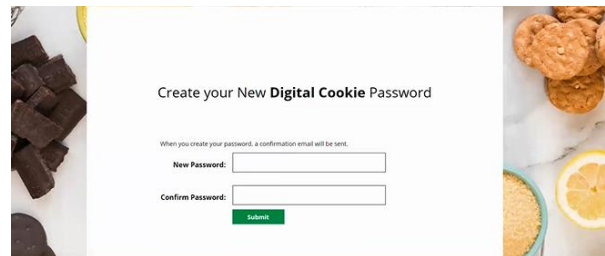 Create your New Digital Cookie Password
When you create your password, a confirmation email will be sent.
New Password:
Confirm Password:
Submit